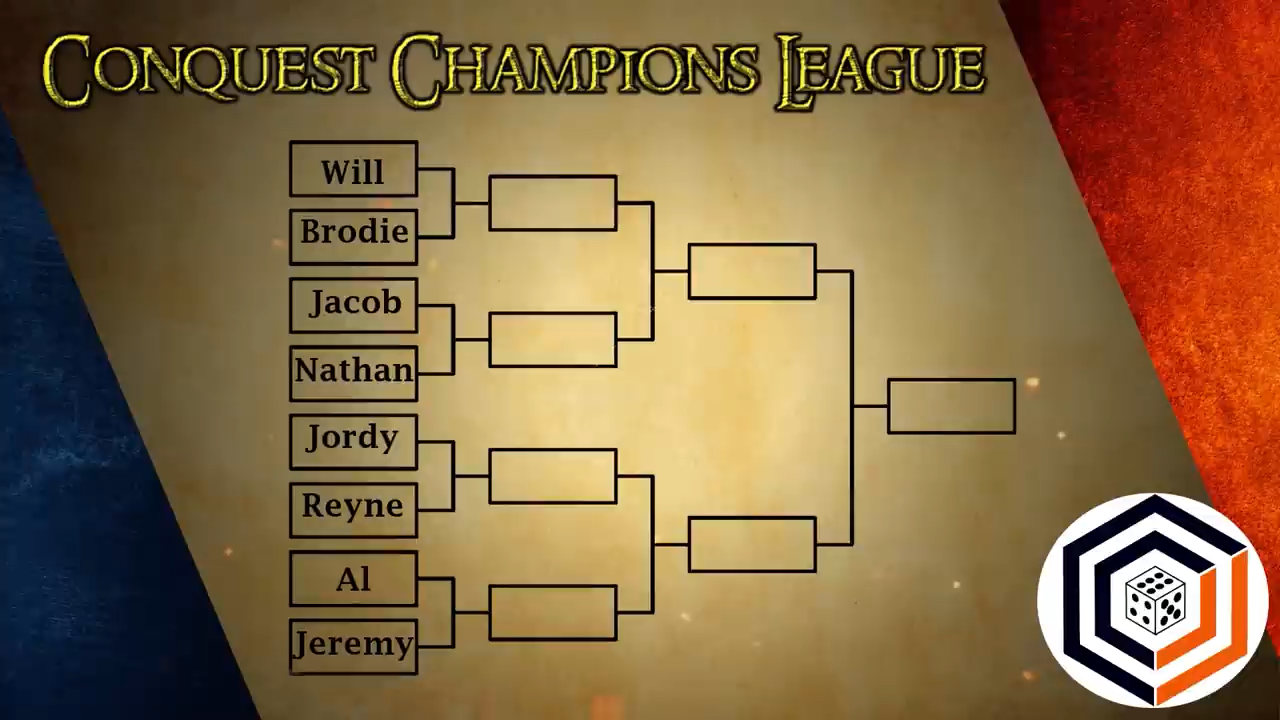 Conquest Champions League
Will
Brodie
Jacob
Nathan
Jordy
Reyne
Al
Jeremy